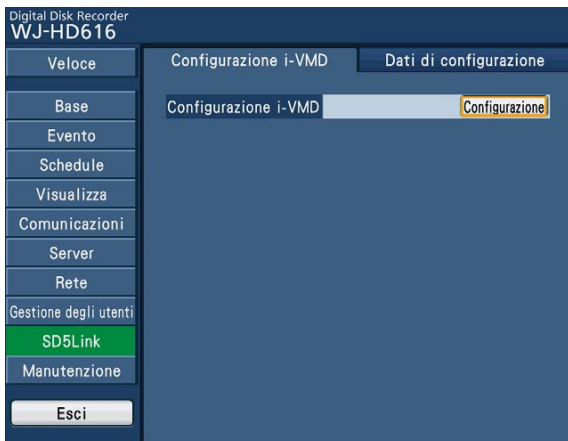 Digital Disk Recorder
WJ-HD616
Veloce
Configurazione i-VMD
Dati di configurazione
Base
Configurazione i-VMD
Configurazione
Evento
Schedule
Visualizza
Comunicazioni
Server
Rete
Gestione degli utenti
SD5Link
Manutenzione
Esci